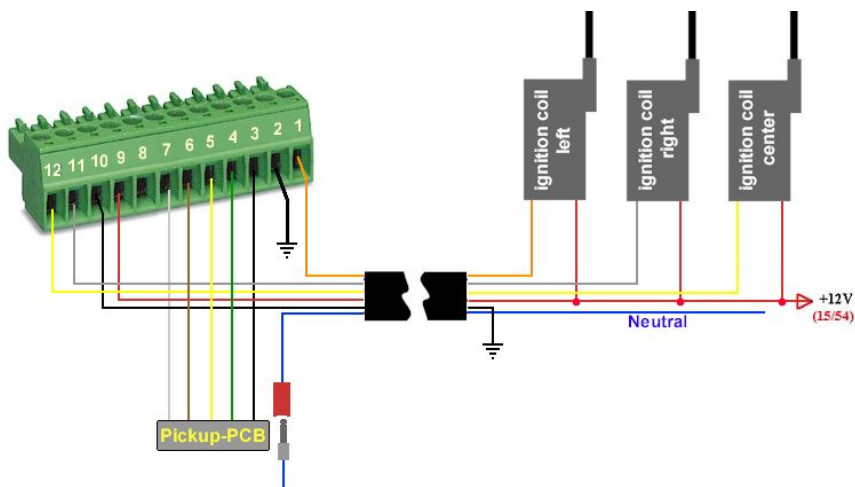 12 11 10 9 8 7 6 5 4 3 2 1
ignition coil
left
ignition coil
right
ignition coil
center
+12V
(15/54)
Neutral
Pickup-PCB